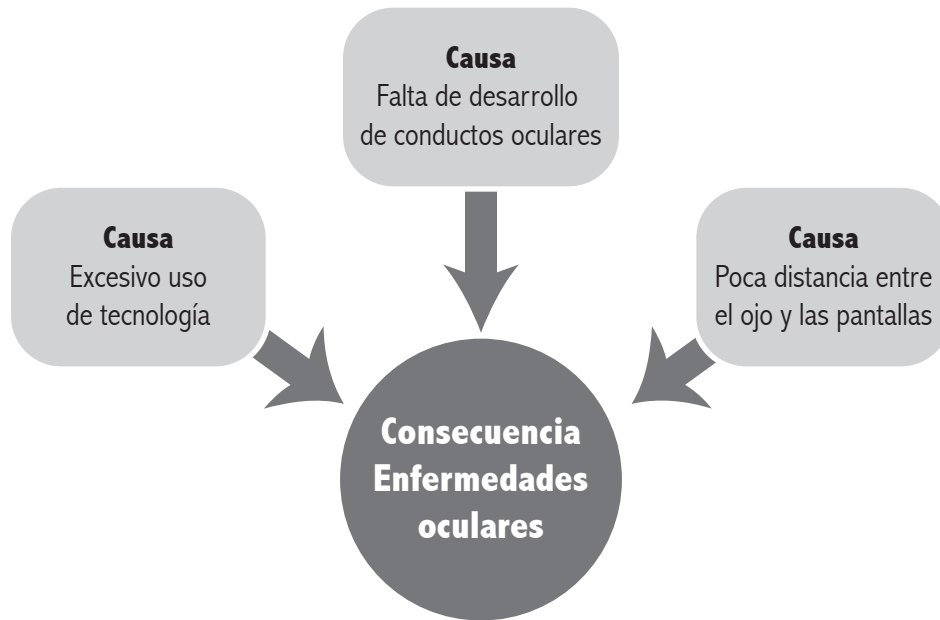 Causa
Falta de desarrollo
de conductos oculares
Causa
Excesivo uso
de tecnología
Causa
Poca distancia entre
el ojo y las pantallas
Consecuencia
Enfermedades
oculares